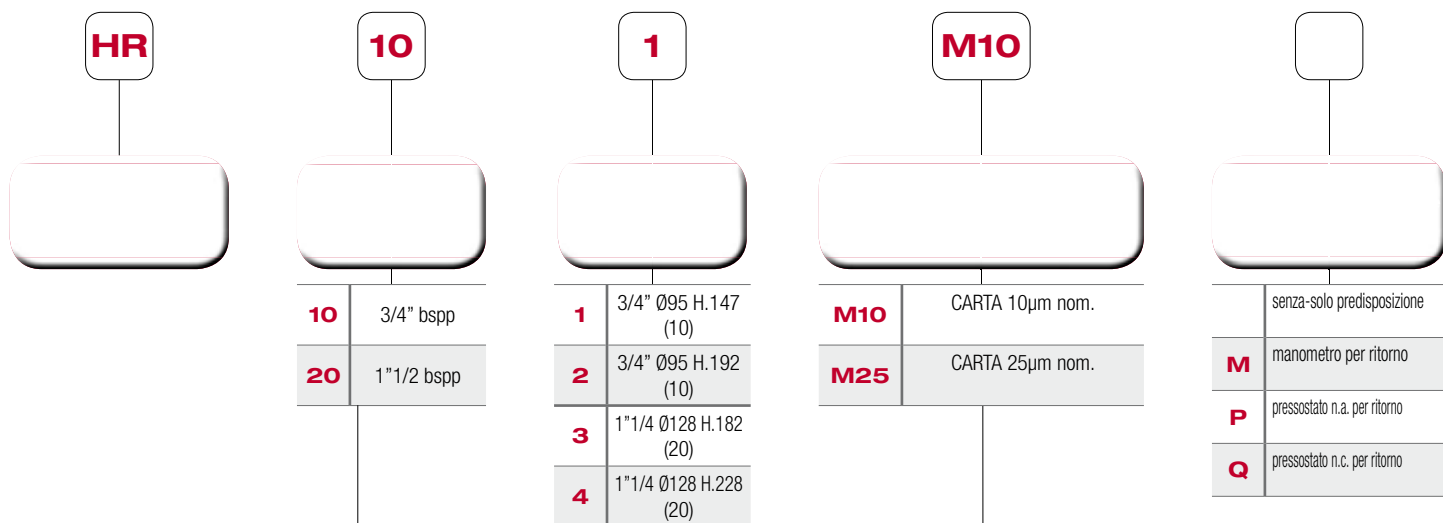 HR
10
1
M10
10 3/4” bspp
20 1”1/2 bspp
1 3/4” Ø95 H.147
(10)
2 3/4” Ø95 H.192
(10)
3 1”1/4 Ø128 H.182
(20)
4 1”1/4 Ø128 H.228
(20)
M10 CARTA 10µm nom.
M25 CARTA 25µm nom.
senza-solo predisposizione
M manometro per ritorno
P pressostato n.a. per ritorno
Q pressostato n.c. per ritorno